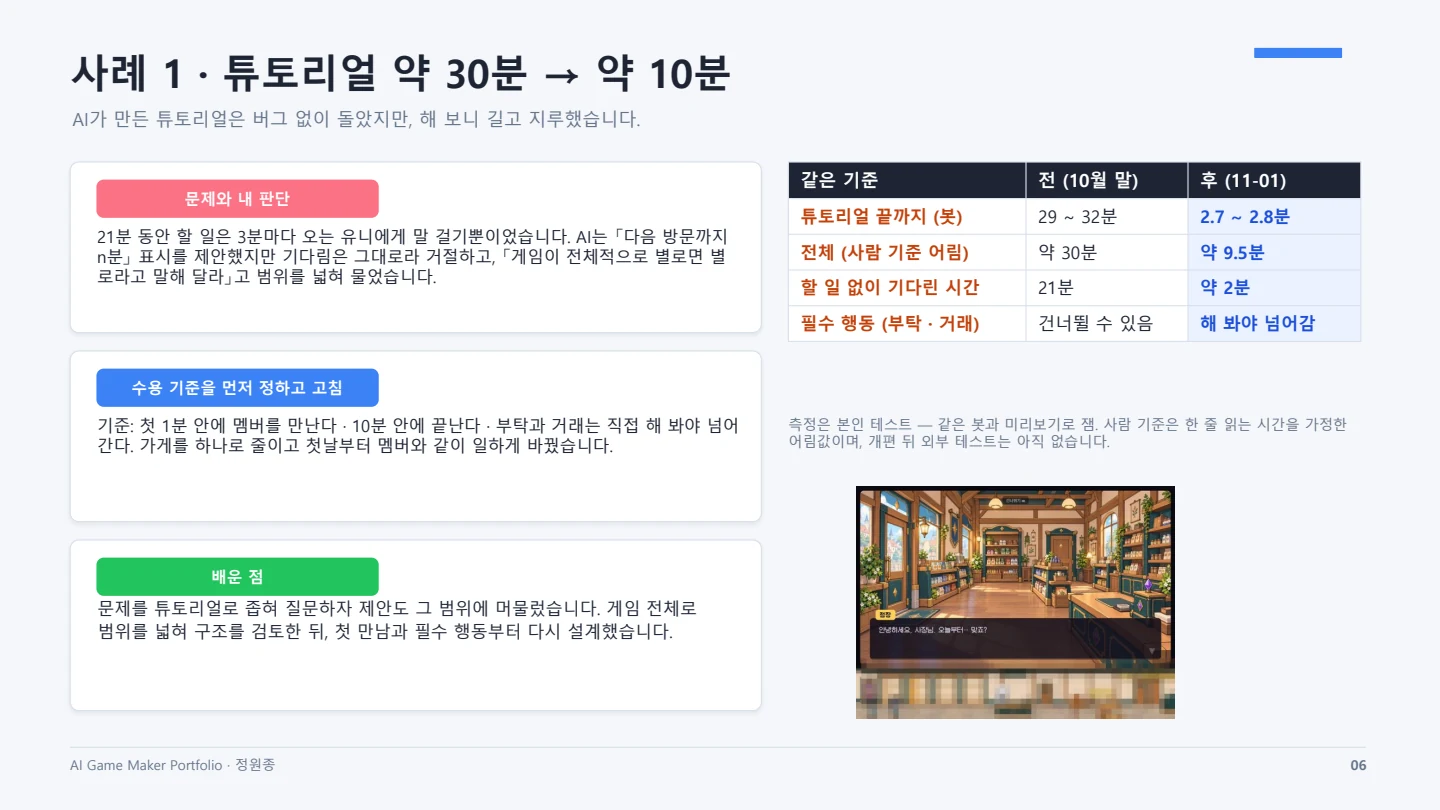 사례 1 · 튜토리얼 약 30분 → 약 10분
AI가 만든 튜토리얼은 버그 없이 돌았지만, 해 보니 길고 지루했습니다.
문제와 내 판단
21분 동안 할 일은 3분마다 오는 유니에게 말 걸기뿐이었습니다. AI는 「다음 방문까지
n분」 표시를 제안했지만 기다림은 그대로라 거절하고, 「게임이 전체적으로 별로면 별
로라고 말해 달라」고 범위를 넓혀 물었습니다.
수용 기준을 먼저 정하고 고침
기준: 첫 1분 안에 멤버를 만난다 · 10분 안에 끝난다 · 부탁과 거래는 직접 해 봐야 넘어
간다. 가게를 하나로 줄이고 첫날부터 멤버와 같이 일하게 바꿨습니다.
배운 점
문제를 튜토리얼로 좁혀 질문하자 제안도 그 범위에 머물렀습니다. 게임 전체로
범위를 넓혀 구조를 검토한 뒤, 첫 만남과 필수 행동부터 다시 설계했습니다.
같은 기준 전 (10월 말) 후 (11-01)
튜토리얼 끝까지 (봇) 29 ~ 32분 2.7 ~ 2.8분
전체 (사람 기준 어림) 약 30분 약 9.5분
할 일 없이 기다린 시간 21분 약 2분
필수 행동 (부탁 · 거래) 건너뛸 수 있음 해 봐야 넘어감
측정은 본인 테스트 — 같은 봇과 미리보기로 잼. 사람 기준은 한 줄 읽는 시간을 가정한
어림값이며, 개편 뒤 외부 테스트는 아직 없습니다.
점장
안녕하세요, 사장님. 오늘부터… 맞죠?
AI Game Maker Portfolio · 정원종
06